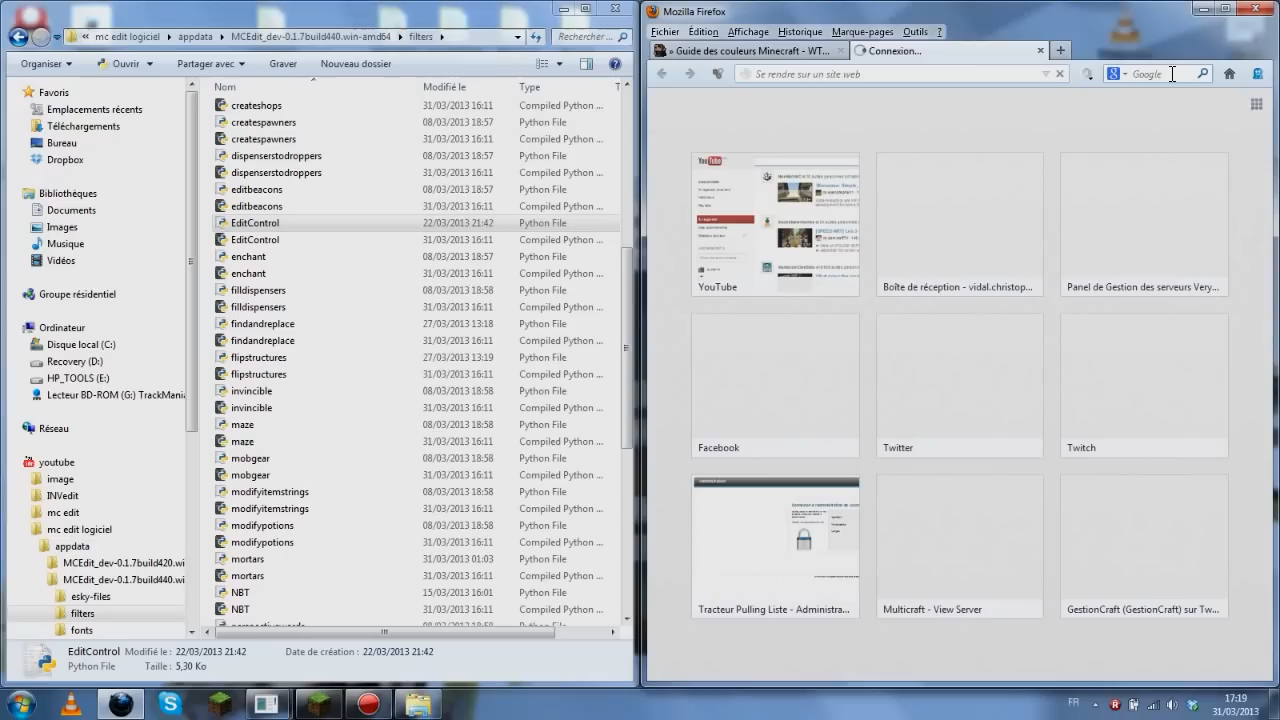 mc edit logiciel
appdata
MCEdit_dev-0.1.7build440.win-amd64
filters
Rechercher ...
Organiser
Ouvrir
Partager avec
Graver
Nouveau dossier
Favoris
Emplacements récents
Téléchargements
Bureau
Dropbox
Bibliothèques
Documents
Images
Musique
Vidéos
Groupe résidentiel
Ordinateur
Disque local (C:)
Recovery (D:)
HP_TOOLS (E:)
Lecteur BD-ROM (G:) TrackMania
Réseau
youtube
image
INVedit
mc edit
mc edit logiciel
appdata
MCEdit_dev-0.1.7build420.wi
MCEdit_dev-0.1.7build440.wi
esky-files
filters
fonts
Nom Modifié le Type T
createshops 31/03/2013 16:11 Compiled Python ...
createspawners 08/03/2013 18:57 Python File
createspawners 31/03/2013 16:11 Compiled Python ...
dispenserstodroppers 08/03/2013 18:57 Python File
dispenserstodroppers 31/03/2013 16:11 Compiled Python ...
editbeacons 08/03/2013 18:57 Python File
editbeacons 31/03/2013 16:11 Compiled Python ...
EditControl 22/03/2013 21:42 Python File
EditControl 31/03/2013 16:11 Compiled Python ...
enchant 08/03/2013 18:57 Python File
enchant 31/03/2013 16:11 Compiled Python ...
filldispensers 08/03/2013 18:58 Python File
filldispensers 31/03/2013 16:11 Compiled Python ...
findandreplace 27/03/2013 13:18 Python File
findandreplace 31/03/2013 16:11 Compiled Python ...
flipstructures 27/03/2013 13:19 Python File
flipstructures 31/03/2013 16:11 Compiled Python ...
invincible 08/03/2013 18:58 Python File
invincible 31/03/2013 16:11 Compiled Python ...
maze 08/03/2013 18:58 Python File
maze 31/03/2013 16:11 Compiled Python ...
mobgear 08/03/2013 18:58 Python File
mobgear 31/03/2013 16:11 Compiled Python ...
modifyitemstrings 08/03/2013 18:58 Python File
modifyitemstrings 31/03/2013 16:11 Compiled Python ...
modifypotions 08/03/2013 18:58 Python File
modifypotions 31/03/2013 16:11 Compiled Python ...
mortars 31/03/2013 01:03 Python File
mortars 31/03/2013 16:11 Compiled Python ...
NBT 15/03/2013 16:01 Python File
NBT 31/03/2013 16:11 Compiled Python ...
EditControl Modifié le : 22/03/2013 21:42 Date de création : 22/03/2013 21:42
Python File Taille : 5,30 Ko
Mozilla Firefox
Fichier Édition Affichage Historique Marque-pages Outils ?
» Guide des couleurs Minecraft - WT...
Connexion...
Se rendre sur un site web
Google
YouTube
Boîte de réception - vidal.christop...
Panel de Gestion des serveurs Very...
Facebook
Twitter
Twitch
Tracteur Pulling Liste - Administra...
Multicraft - View Server
GestionCraft (GestionCraft) sur Tw...
FR
17:19
31/03/2013